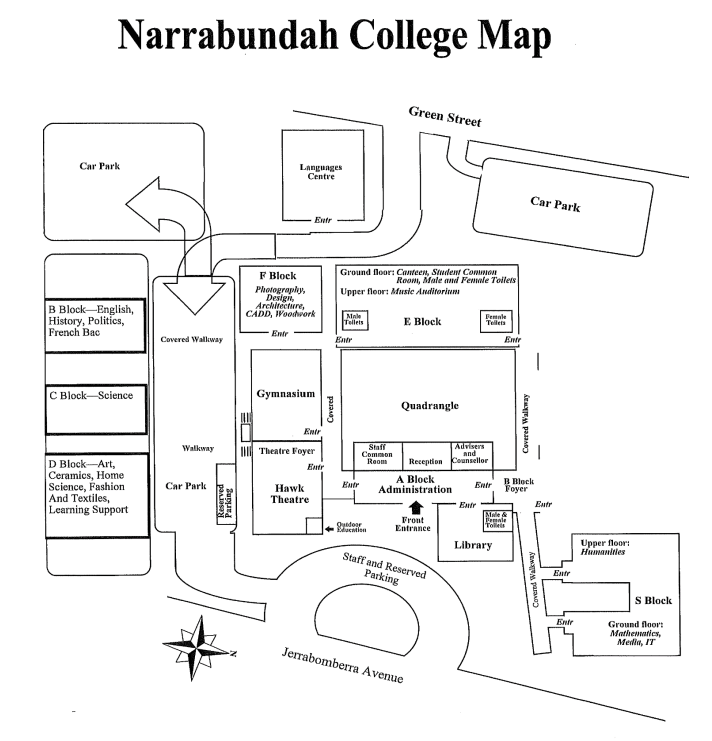 Narrabundah College Map
Green Street
Car Park
Languages
Centre
Entr
Car Park
F Block
Photography,
Design,
Architecture,
CADD, Woodwork
Entr
Ground floor: Canteen, Student Common
Room, Male and Female Toilets
Upper floor: Music Auditorium
Male
Toilets
E Block
Female
Toilets
Entr
Entr
B Block—English,
History, Politics,
French Bac
C Block—Science
D Block—Art,
Ceramics, Home
Science, Fashion
And Textiles,
Learning Support
Covered Walkway
Walkway
Car Park
Reserved
Parking
Gymnasium
Entr
Covered
Theatre Foyer
Entr
Hawk
Theatre
Outdoor
Education
Quadrangle
Covered Walkway
Staff
Common
Room
Reception
Advisers
and
Counsellor
Entr
A Block
Administration
Entr
B Block
Foyer
Front
Entrance
Entr
Entr
Male &
Female
Toilets
Library
Covered Walkway
Upper floor:
Humanities
Entr
S Block
Entr
Ground floor:
Mathematics,
Media, IT
Staff and Reserved
Parking
Jerrabomberra Avenue
N